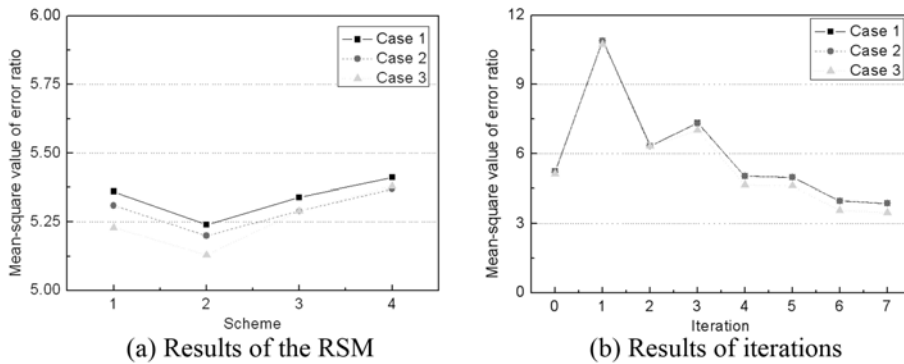 6.00
5.75
5.50
5.25
5.00
Mean-square value of error ratio
Case 1
Case 2
Case 3
1 2 3 4
Scheme
(a) Results of the RSM
12
9
6
3
0
Mean-square value of error ratio
Case 1
Case 2
Case 3
0 1 2 3 4 5 6 7
Iteration
(b) Results of iterations